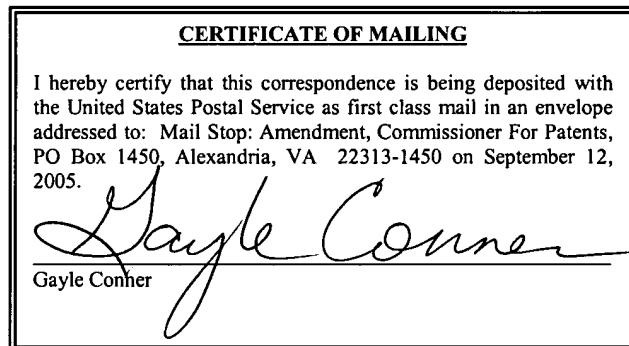 CERTIFICATE OF MAILING
I hereby certify that this correspondence is being deposited with
the United States Postal Service as first class mail in an envelope
addressed to: Mail Stop: Amendment, Commissioner For Patents,
PO Box 1450, Alexandria, VA 22313-1450 on September 12,
2005.
Gayle Conner
Gayle Conner